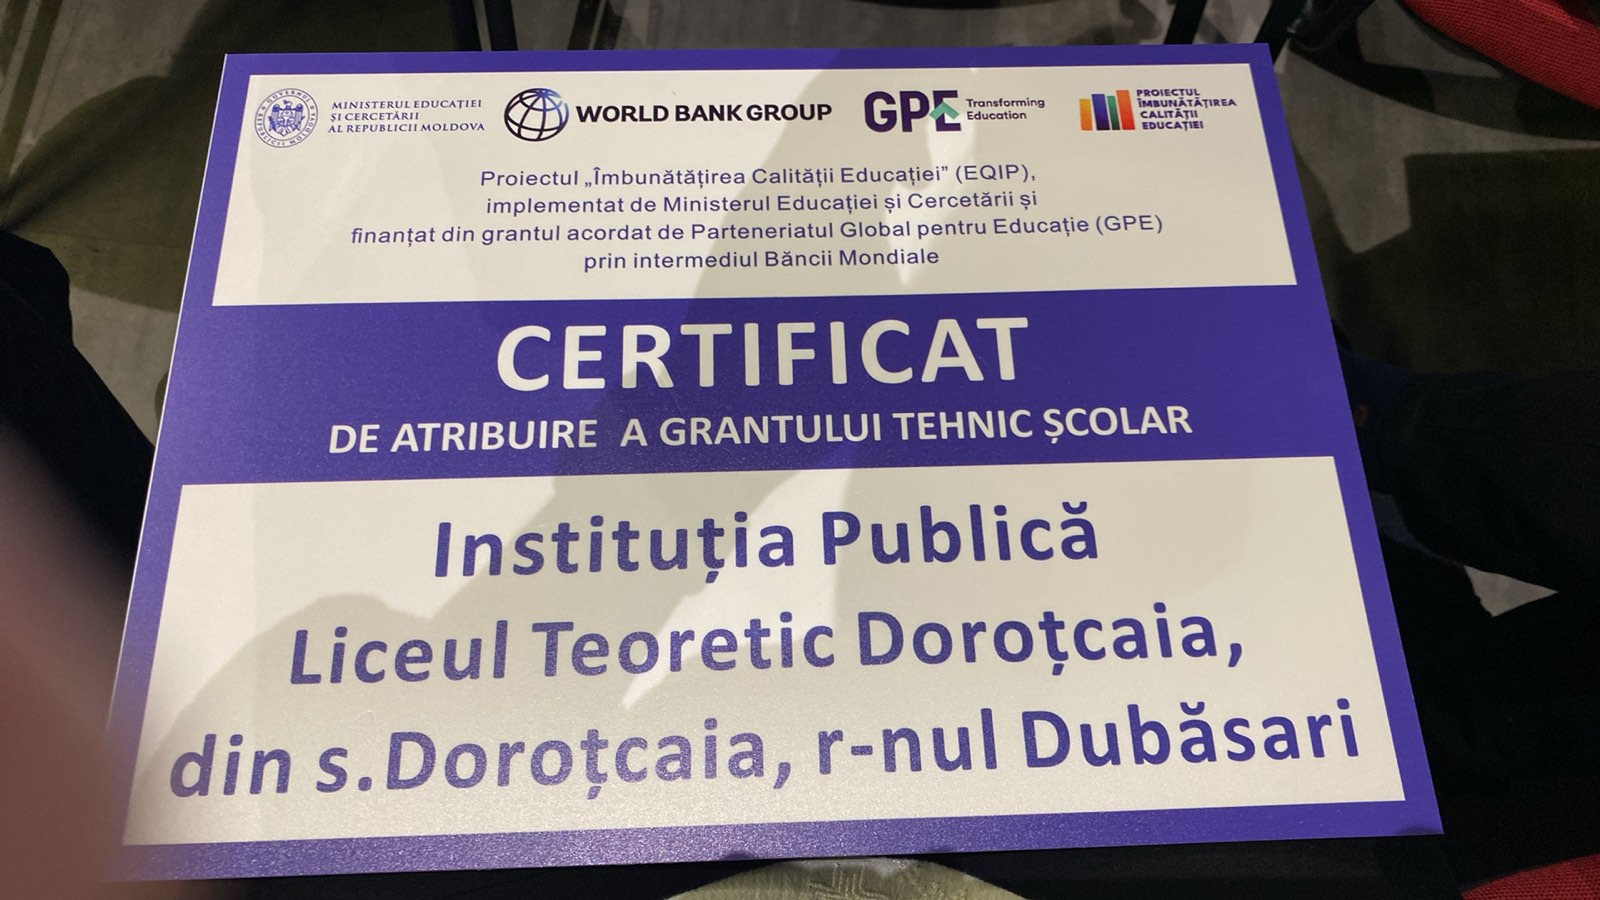 MINISTERUL EDUCAȚIEI
ȘI CERCETĂRII
AL REPUBLICII MOLDOVA
WORLD BANK GROUP
GPE Transforming
Education
PROIECTUL
ÎMBUNĂTĂȚIREA
CALITĂȚII
EDUCAȚIEI
Proiectul „Îmbunătățirea Calității Educației” (EQIP),
implementat de Ministerul Educației și Cercetării și
finanțat din grantul acordat de Parteneriatul Global pentru Educație (GPE)
prin intermediul Băncii Mondiale
CERTIFICAT
DE ATRIBUIRE A GRANTULUI TEHNIC ȘCOLAR
Instituția Publică
Liceul Teoretic Doroțcaia,
din s.Doroțcaia, r-nul Dubăsari